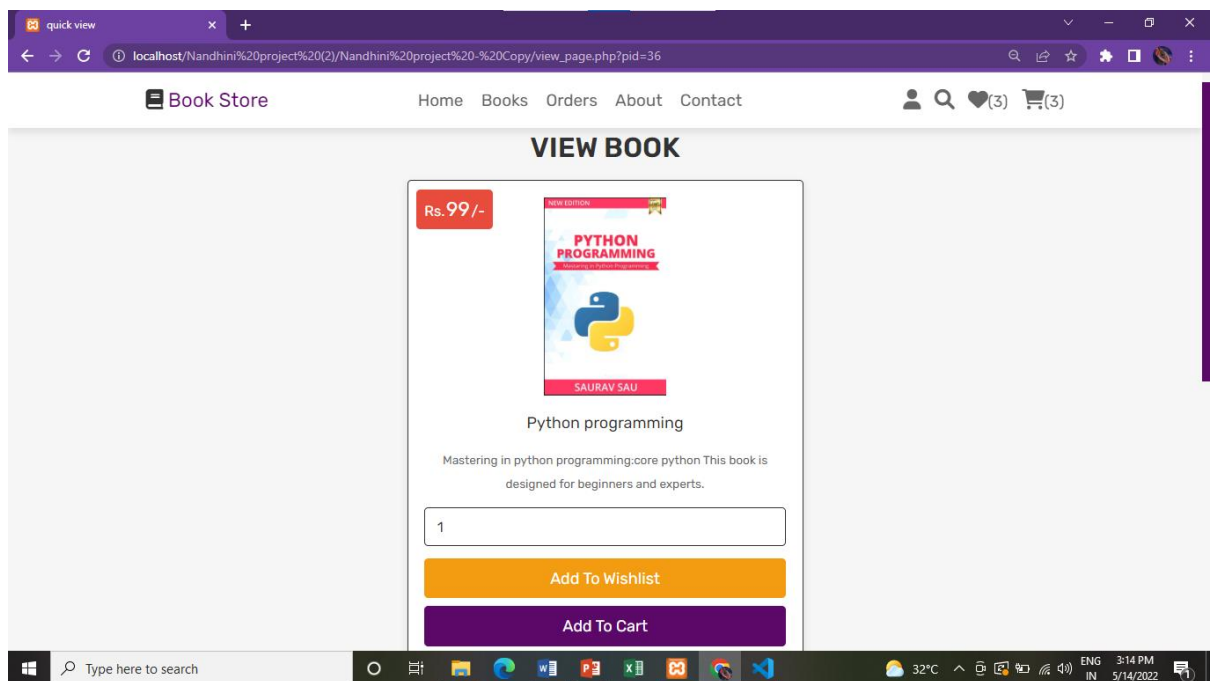 quick view
localhost/Nandhini%20project%20(2)/Nandhini%20project%20-%20Copy/view_page.php?pid=36
Book Store
Home Books Orders About Contact
(3) (3)
VIEW BOOK
Rs.99/-
NEW EDITION
PYTHON
PROGRAMMING
Mastering in Python Programming
SAURAV SAU
Python programming
Mastering in python programming:core python This book is
designed for beginners and experts.
1
Add To Wishlist
Add To Cart
Type here to search
32°C
ENG
IN
3:14 PM
5/14/2022
1